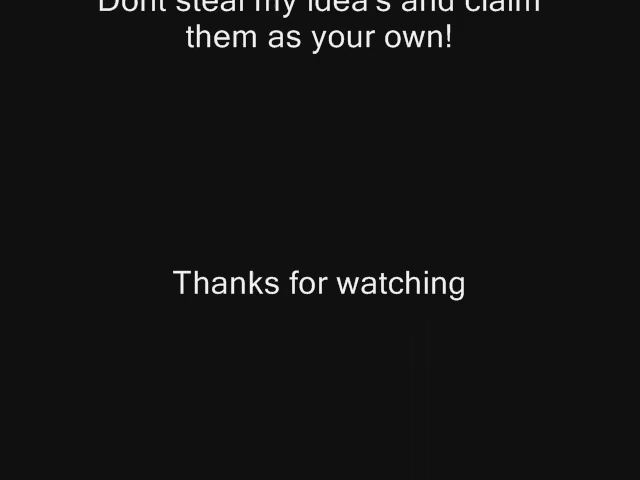 Dont steal my idea's and claim
them as your own!
Thanks for watching